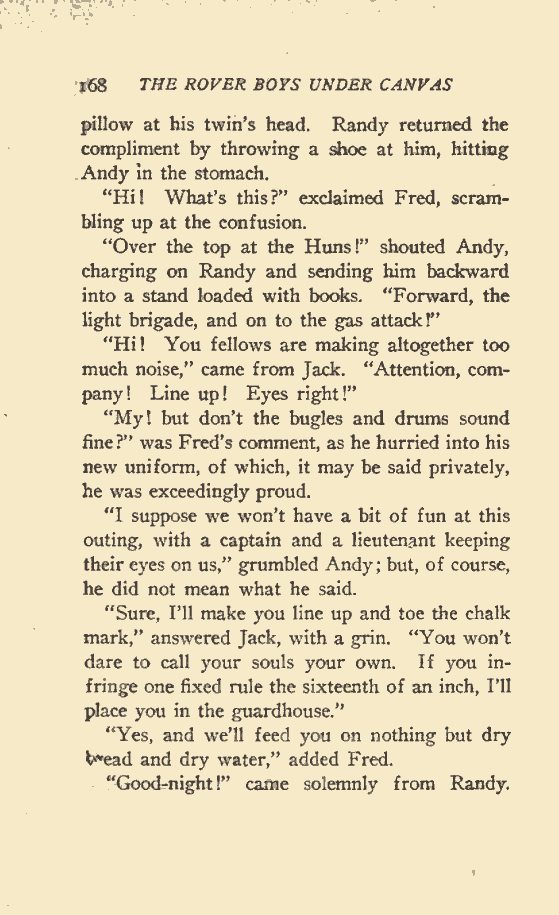 168 THE ROVER BOYS UNDER CANVAS
pillow at his twin's head. Randy returned the
compliment by throwing a shoe at him, hitting
Andy in the stomach.
“Hi! What's this?” exclaimed Fred, scram-
bling up at the confusion.
“Over the top at the Huns!” shouted Andy,
charging on Randy and sending him backward
into a stand loaded with books. “Forward, the
light brigade, and on to the gas attack!”
“Hi! You fellows are making altogether too
much noise,” came from Jack. “Attention, com-
pany! Line up! Eyes right!”
“My! but don't the bugles and drums sound
fine?” was Fred's comment, as he hurried into his
new uniform, of which, it may be said privately,
he was exceedingly proud.
“I suppose we won't have a bit of fun at this
outing, with a captain and a lieutenant keeping
their eyes on us,” grumbled Andy; but, of course,
he did not mean what he said.
“Sure, I'll make you line up and toe the chalk
mark,” answered Jack, with a grin. “You won't
dare to call your souls your own. If you in-
fringe one fixed rule the sixteenth of an inch, I'll
place you in the guardhouse.”
“Yes, and we'll feed you on nothing but dry
bread and dry water,” added Fred.
“Good-night!” came solemnly from Randy.